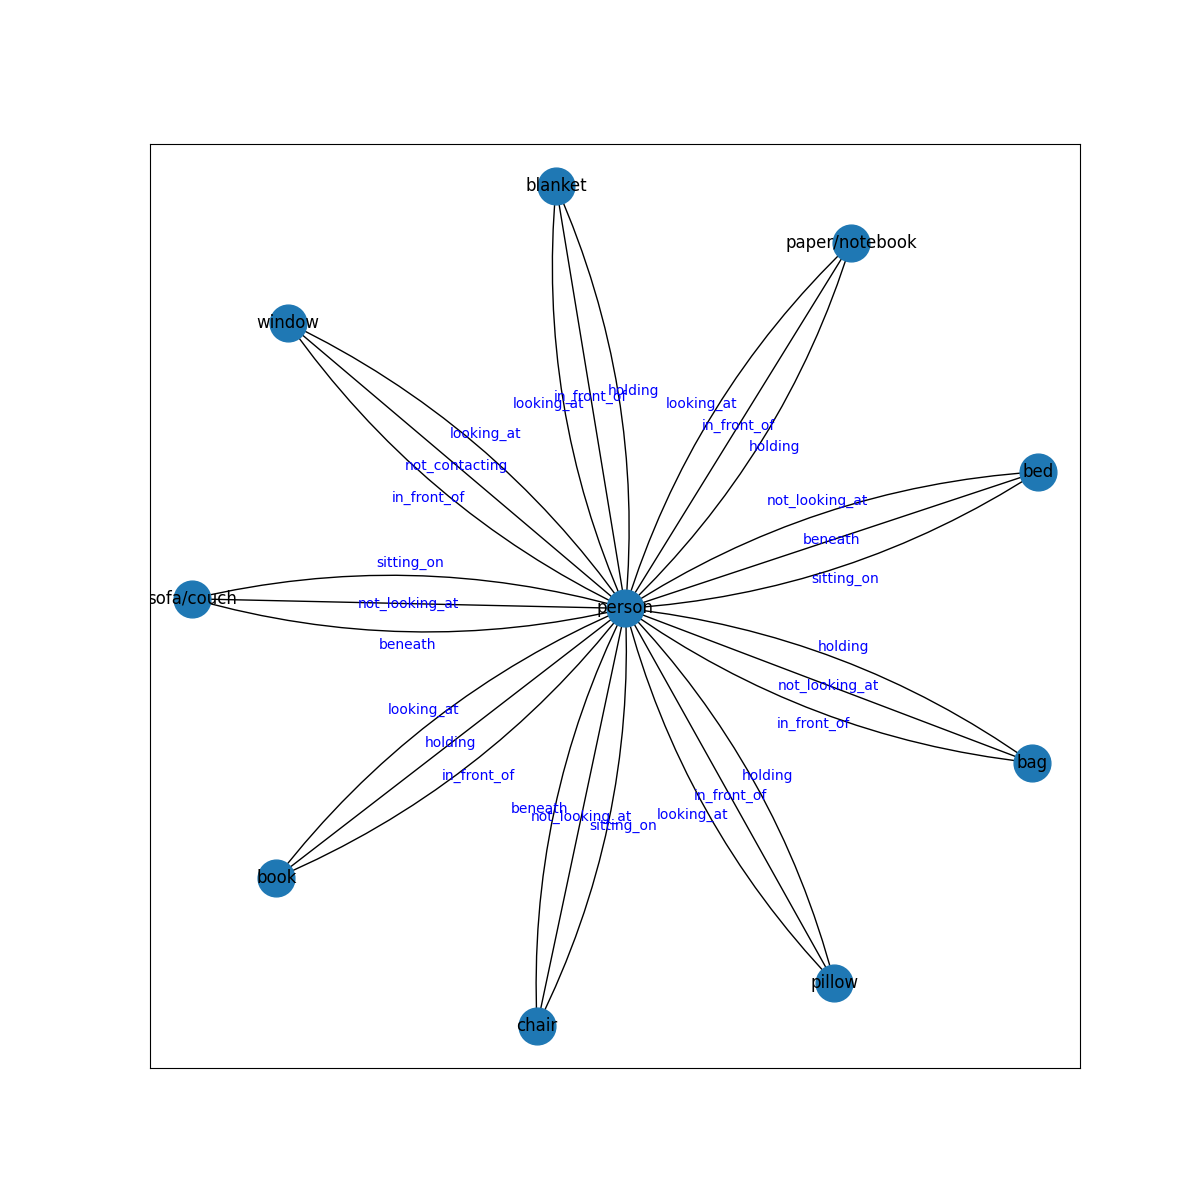 blanket
paper/notebook
window
holding
in_front_of
looking_at
looking_at
in_front_of
looking_at
holding
not_contacting
in_front_of
bed
not_looking_at
beneath
sitting_on
sitting_on
not_looking_at
beneath
sofa/couch
person
holding
not_looking_at
in_front_of
looking_at
holding
in_front_of
bag
holding
in_front_of
looking_at
beneath
not_looking_at
sitting_on
book
pillow
chair